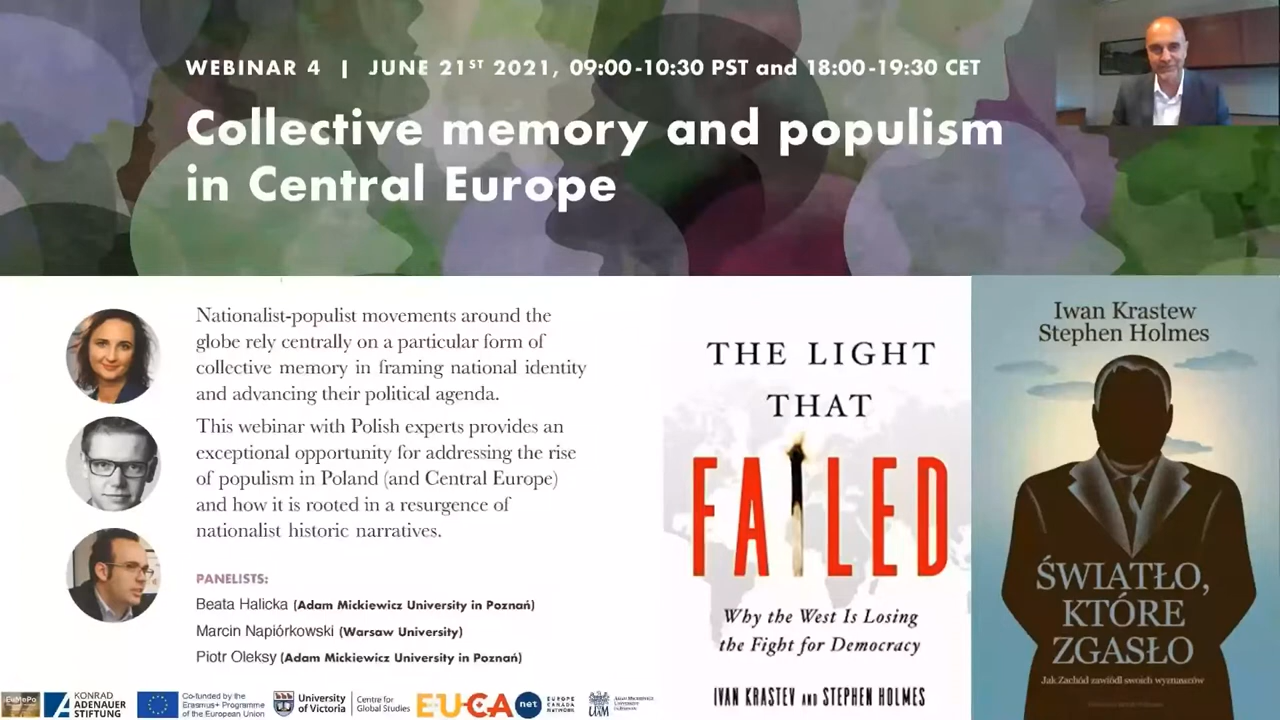 WEBINAR 4 | JUNE 21ST 2021, 09:00-10:30 PST and 18:00-19:30 CET
Collective memory and populism
in Central Europe
Nationalist-populist movements around the
globe rely centrally on a particular form of
collective memory in framing national identity
and advancing their political agenda.
This webinar with Polish experts provides an
exceptional opportunity for addressing the rise
of populism in Poland (and Central Europe)
and how it is rooted in a resurgence of
nationalist historic narratives.
PANELISTS:
Beata Halicka (Adam Mickiewicz University in Poznań)
Marcin Napiórkowski (Warsaw University)
Piotr Oleksy (Adam Mickiewicz University in Poznań)
THE LIGHT
THAT
FAILED
Why the West Is Losing
the Fight for Democracy
IVAN KRASTEV AND STEPHEN HOLMES
Iwan Krastew
Stephen Holmes
ŚWIATŁO,
KTÓRE
ZGASŁO
Jak Zachód zawiódł swoich wyznawców
EuMePo
KONRAD
ADENAUER
STIFTUNG
Co-funded by the
Erasmus+ Programme
of the European Union
University
of Victoria
Centre for
Global Studies
EUCA
net
EUROPE
CANADA
NETWORK
UAM